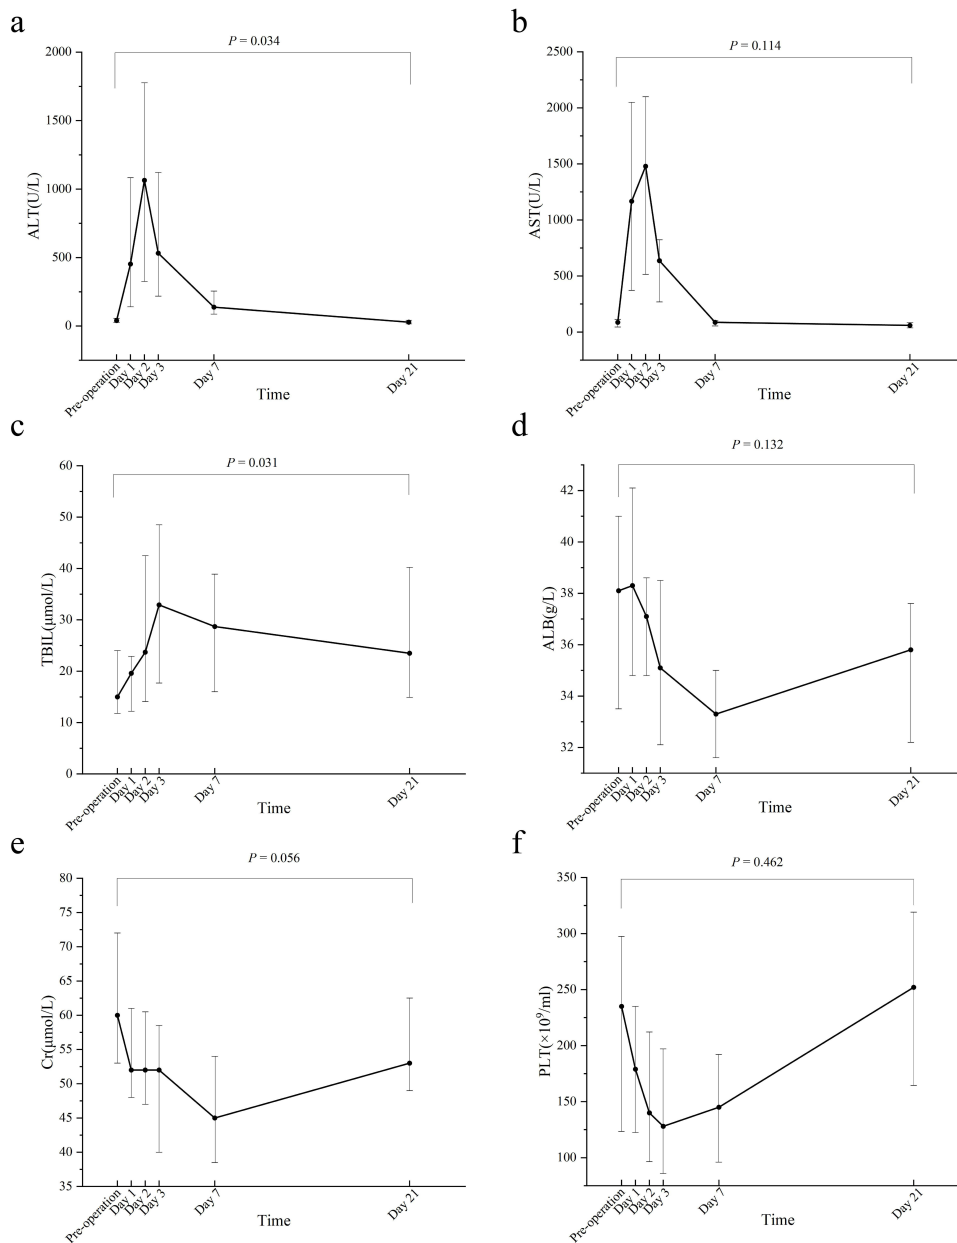 a
P = 0.034
2000
1500
1000
500
0
ALT(U/L)
Pre-operation
Day 1
Day 2
Day 3
Day 7
Day 21
Time
b
P = 0.114
2500
2000
1500
1000
500
0
AST(U/L)
Pre-operation
Day 1
Day 2
Day 3
Day 7
Day 21
Time
c
P = 0.031
60
50
40
30
20
10
0
TBIL(μmol/L)
Pre-operation
Day 1
Day 2
Day 3
Day 7
Day 21
Time
d
P = 0.132
42
40
38
36
34
32
ALB(g/L)
Pre-operation
Day 1
Day 2
Day 3
Day 7
Day 21
Time
e
P = 0.056
80
75
70
65
60
55
50
45
40
35
Cr(μmol/L)
Pre-operation
Day 1
Day 2
Day 3
Day 7
Day 21
Time
f
P = 0.462
350
300
250
200
150
100
PLT(×10⁹/ml)
Pre-operation
Day 1
Day 2
Day 3
Day 7
Day 21
Time